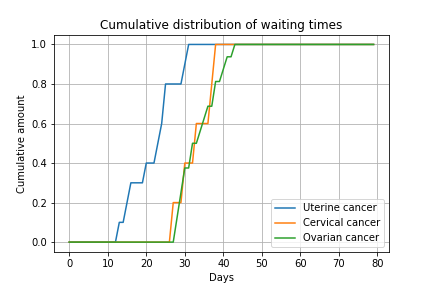 Cumulative distribution of waiting times
1.0
0.8
0.6
0.4
0.2
0.0
Cumulative amount
Uterine cancer
Cervical cancer
Ovarian cancer
0 10 20 30 40 50 60 70 80
Days